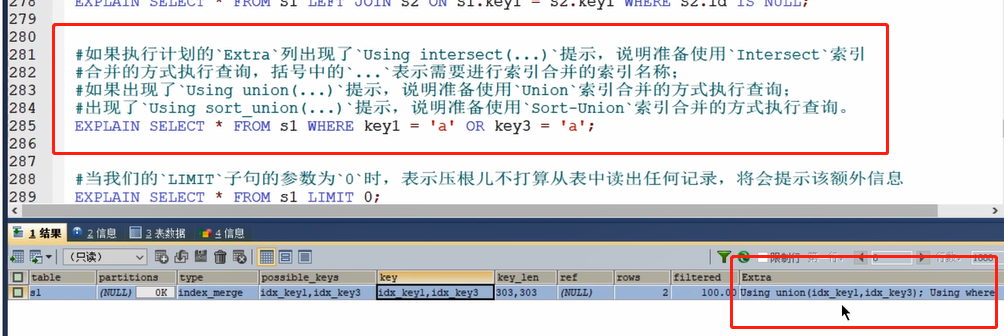 278 EXPLAIN SELECT * FROM s1 LEFT JOIN s2 ON s1.key1 = s2.key1 WHERE s2.id IS NULL;
279
280
281 #如果执行计划的`Extra`列出现了`Using intersect(...)`提示，说明准备使用`Intersect`索引
282 #合并的方式执行查询，括号中的`...`表示需要进行索引合并的索引名称；
283 #如果出现了`Using union(...)`提示，说明准备使用`Union`索引合并的方式执行查询；
284 #出现了`Using sort_union(...)`提示，说明准备使用`Sort-Union`索引合并的方式执行查询。
285 EXPLAIN SELECT * FROM s1 WHERE key1 = 'a' OR key3 = 'a';
286
287
288 #当我们的`LIMIT`子句的参数为`0`时，表示压根儿不打算从表中读出任何记录，将会提示该额外信息
289 EXPLAIN SELECT * FROM s1 LIMIT 0;
1 结果 2 信息 3 表数据 4 信息
(只读) 限制行 第一行: 0 行数: 1000
table partitions type possible_keys key key_len ref rows filtered Extra
s1 (NULL) 0K index_merge idx_key1,idx_key3 idx_key1,idx_key3 303,303 (NULL) 2 100.00 Using union(idx_key1,idx_key3); Using where